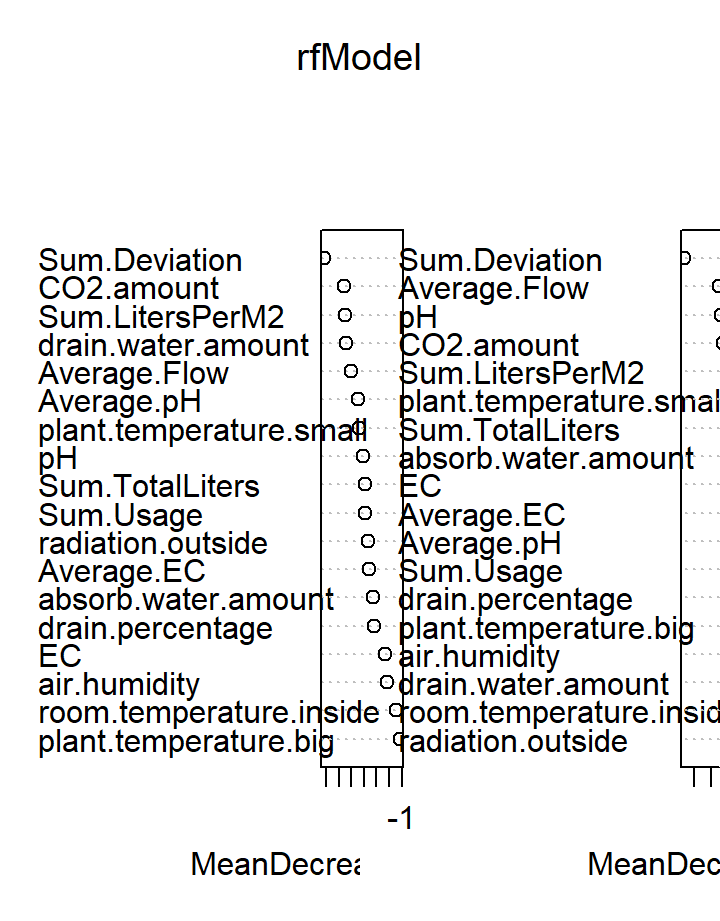 rfModel
Sum.Deviation
CO2.amount
Sum.LitersPerM2
drain.water.amount
Average.Flow
Average.pH
plant.temperature.small
pH
Sum.TotalLiters
Sum.Usage
radiation.outside
Average.EC
absorb.water.amount
drain.percentage
EC
air.humidity
room.temperature.inside
plant.temperature.big
-1
MeanDecrea
Sum.Deviation
Average.Flow
pH
CO2.amount
Sum.LitersPerM2
plant.temperature.smal
Sum.TotalLiters
absorb.water.amount
EC
Average.EC
Average.pH
Sum.Usage
drain.percentage
plant.temperature.big
air.humidity
drain.water.amount
room.temperature.insid
radiation.outside
MeanDec